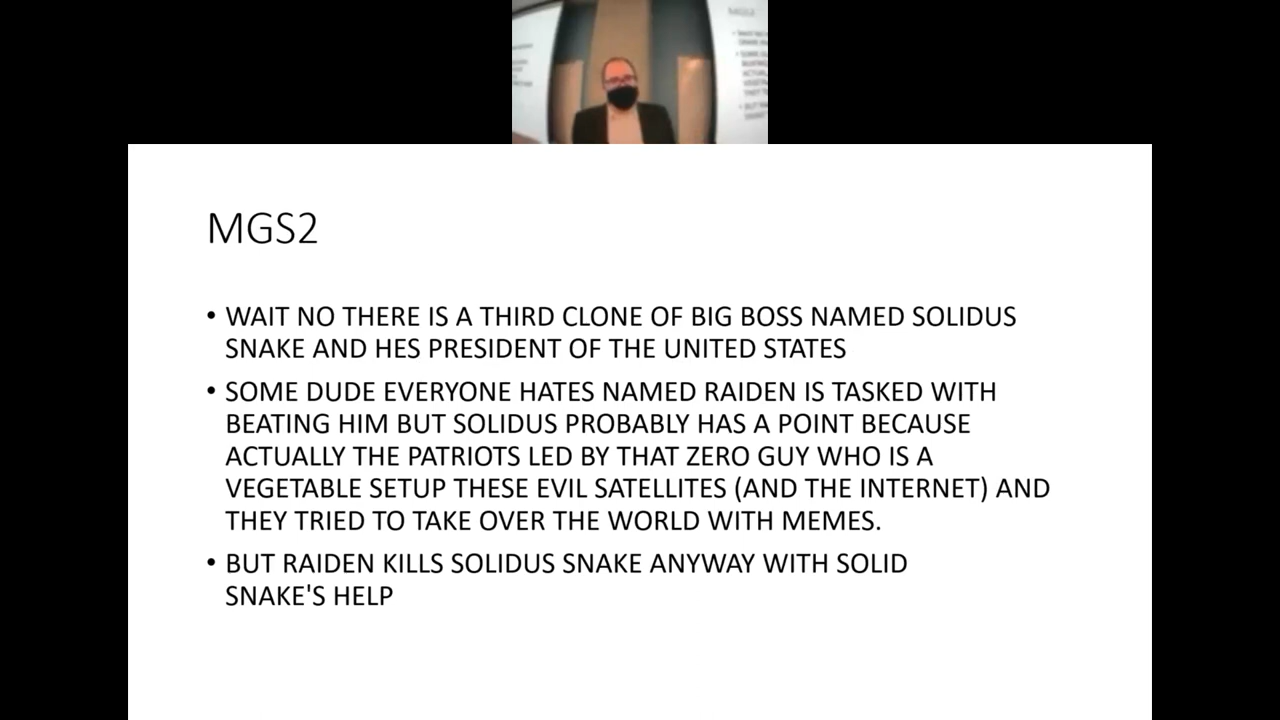 MGS2
• WAIT NO THERE IS A THIRD CLONE OF BIG BOSS NAMED SOLIDUS
SNAKE AND HES PRESIDENT OF THE UNITED STATES
• SOME DUDE EVERYONE HATES NAMED RAIDEN IS TASKED WITH
BEATING HIM BUT SOLIDUS PROBABLY HAS A POINT BECAUSE
ACTUALLY THE PATRIOTS LED BY THAT ZERO GUY WHO IS A
VEGETABLE SETUP THESE EVIL SATELLITES (AND THE INTERNET) AND
THEY TRIED TO TAKE OVER THE WORLD WITH MEMES.
• BUT RAIDEN KILLS SOLIDUS SNAKE ANYWAY WITH SOLID
SNAKE'S HELP